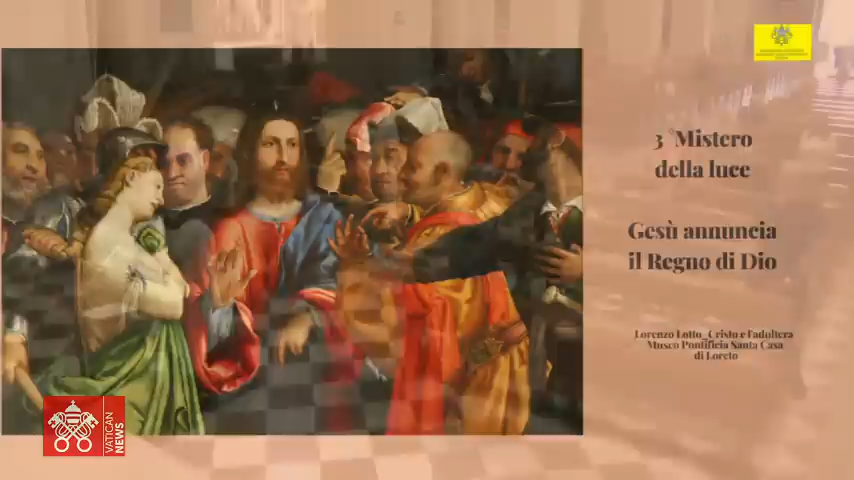 3° Mistero
della luce
Gesù annuncia
il Regno di Dio
Lorenzo Lotto_Cristo e l'adultera
Museo Pontificia Santa Casa
di Loreto
VATICAN
NEWS